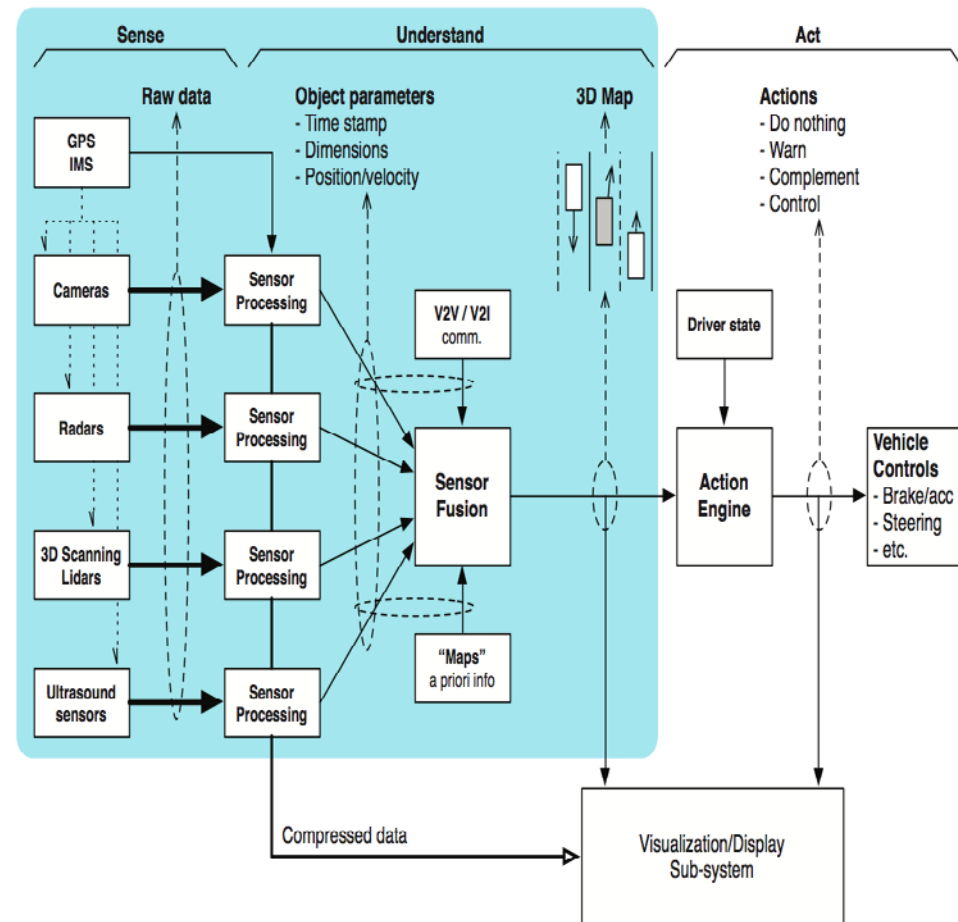 Sense
Understand
Act
Raw data
Object parameters
- Time stamp
- Dimensions
- Position/velocity
3D Map
Actions
- Do nothing
- Warn
- Complement
- Control
GPS
IMS
Cameras
Sensor
Processing
V2V / V2I
comm.
Driver state
Radars
Sensor
Processing
Sensor
Fusion
Action
Engine
Vehicle
Controls
- Brake/acc
- Steering
- etc.
3D Scanning
Lidars
Sensor
Processing
Ultrasound
sensors
Sensor
Processing
“Maps”
a priori info
Compressed data
Visualization/Display
Sub-system